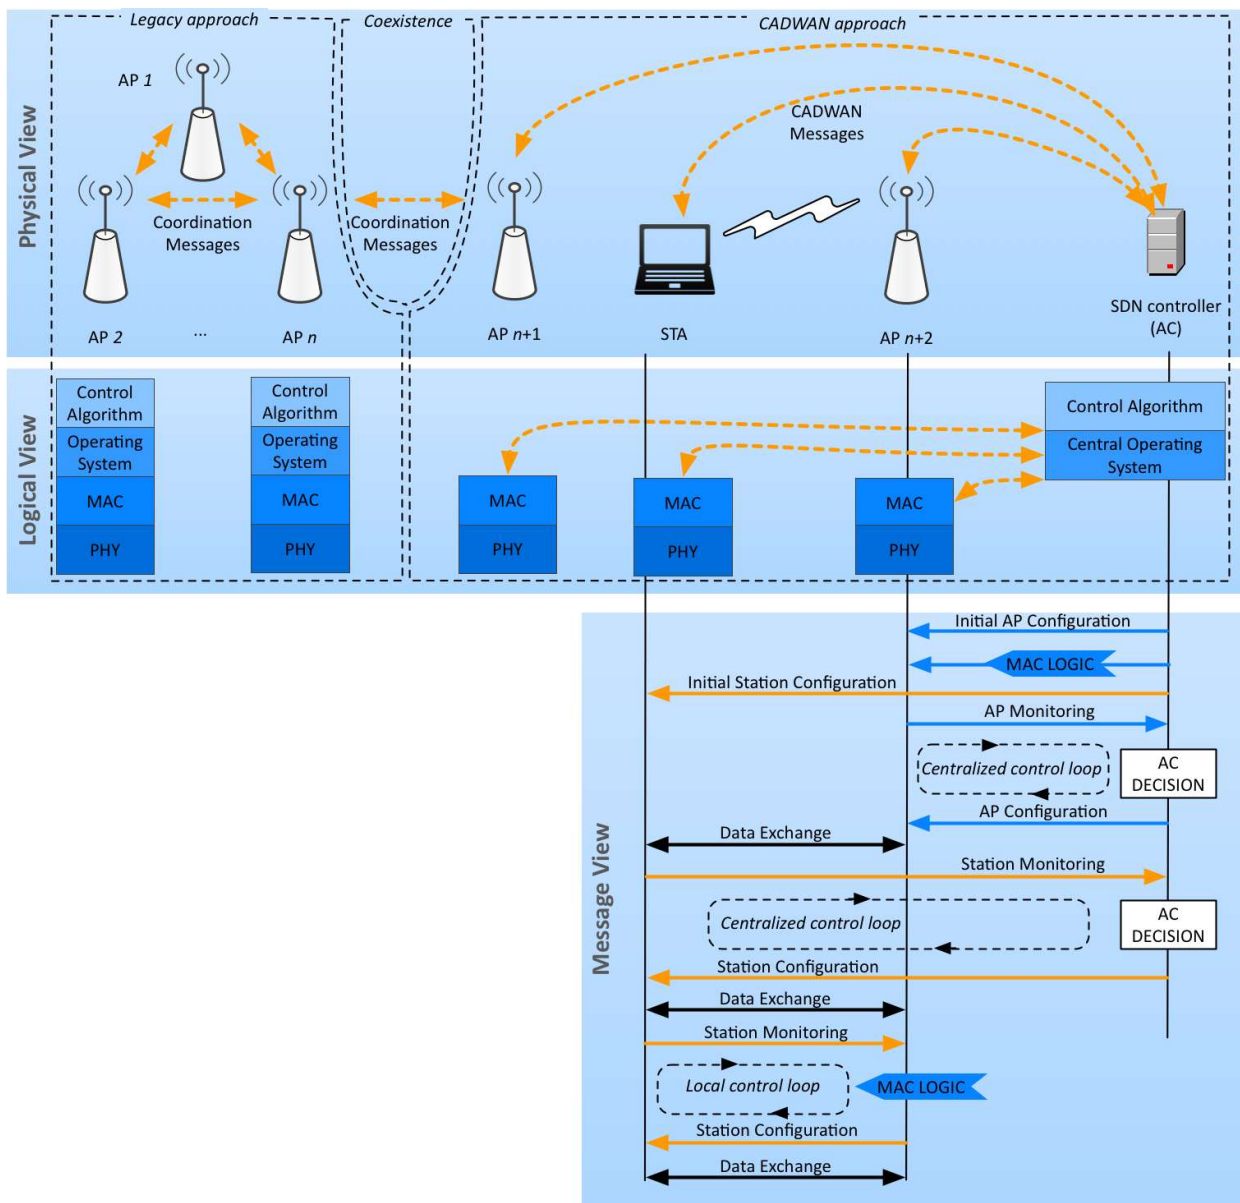 Legacy approach
Coexistence
CADWAN approach
Physical View
AP 1
CADWAN
Messages
Coordination
Messages
Coordination
Messages
AP 2
...
AP n
AP n+1
STA
AP n+2
SDN controller
(AC)
Logical View
Control
Algorithm
Operating
System
MAC
PHY
Control
Algorithm
Operating
System
MAC
PHY
MAC
PHY
MAC
PHY
MAC
PHY
Control Algorithm
Central Operating
System
Message View
Initial AP Configuration
MAC LOGIC
Initial Station Configuration
AP Monitoring
Centralized control loop
AC
DECISION
AP Configuration
Data Exchange
Station Monitoring
Centralized control loop
AC
DECISION
Station Configuration
Data Exchange
Station Monitoring
Local control loop
MAC LOGIC
Station Configuration
Data Exchange